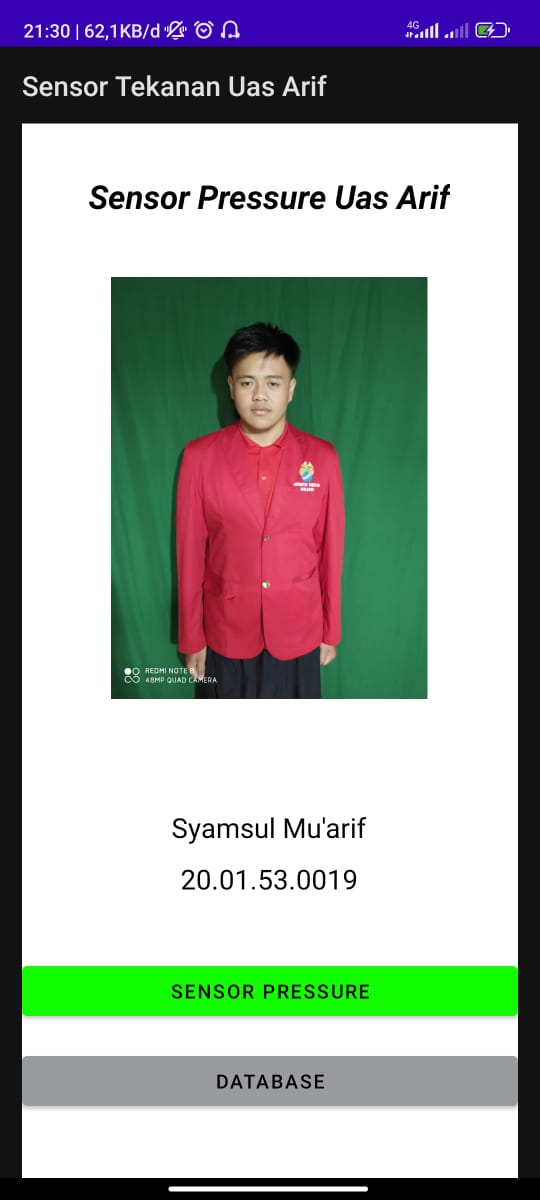 21:30 | 62,1KB/d
4G
Sensor Tekanan Uas Arif
Sensor Pressure Uas Arif
REDMI NOTE 8
48MP QUAD CAMERA
Syamsul Mu'arif
20.01.53.0019
SENSOR PRESSURE
DATABASE